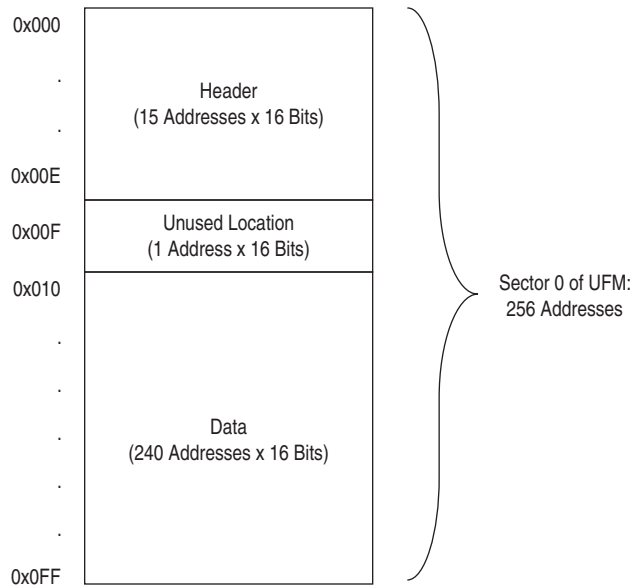 0x000
.
.
0x00E
0x00F
0x010
.
.
.
.
.
0x0FF
Header
(15 Addresses x 16 Bits)
Unused Location
(1 Address x 16 Bits)
Data
(240 Addresses x 16 Bits)
Sector 0 of UFM:
256 Addresses